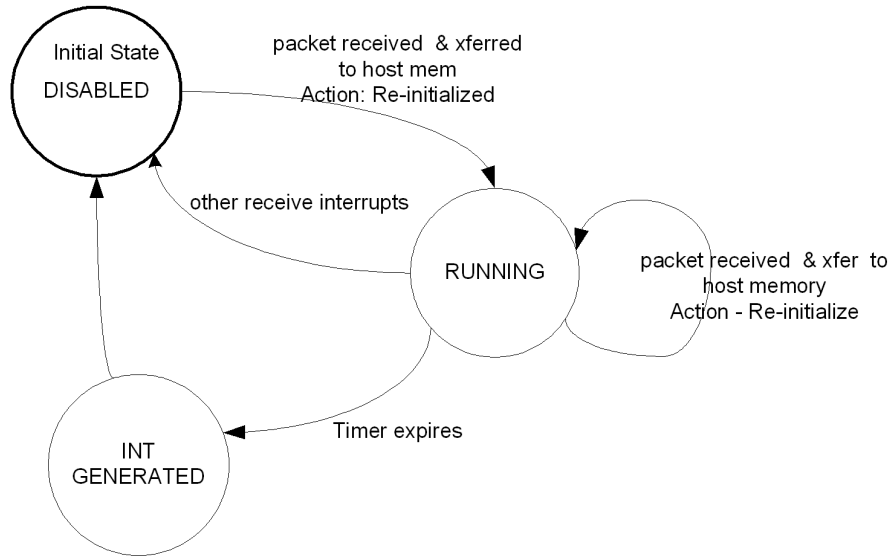 Initial State
DISABLED
packet received & xferred
to host mem
Action: Re-initialized
other receive interrupts
RUNNING
packet received & xfer to
host memory
Action - Re-initialize
Timer expires
INT
GENERATED